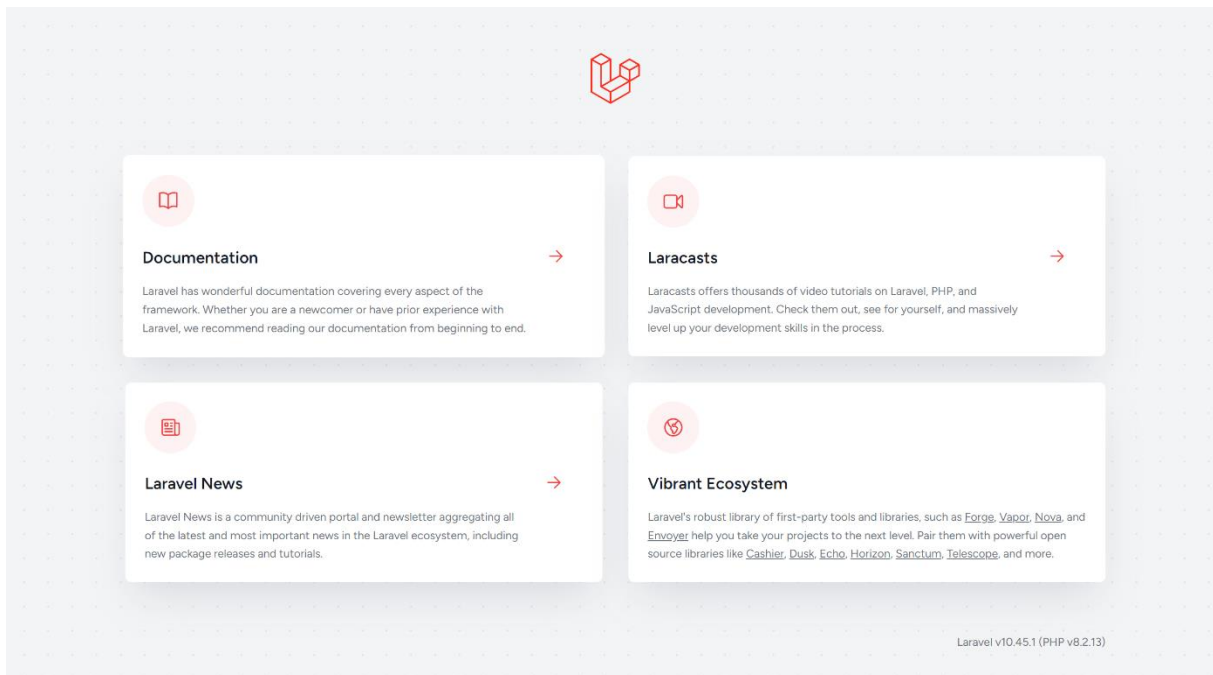 Documentation
Laravel has wonderful documentation covering every aspect of the
framework. Whether you are a newcomer or have prior experience with
Laravel, we recommend reading our documentation from beginning to end.
Laracasts
Laracasts offers thousands of video tutorials on Laravel, PHP, and
JavaScript development. Check them out, see for yourself, and massively
level up your development skills in the process.
Laravel News
Laravel News is a community driven portal and newsletter aggregating all
of the latest and most important news in the Laravel ecosystem, including
new package releases and tutorials.
Vibrant Ecosystem
Laravel's robust library of first-party tools and libraries, such as Forge, Vapor, Nova, and
Envoyer help you take your projects to the next level. Pair them with powerful open
source libraries like Cashier, Dusk, Echo, Horizon, Sanctum, Telescope, and more.
Laravel v10.45.1 (PHP v8.2.13)